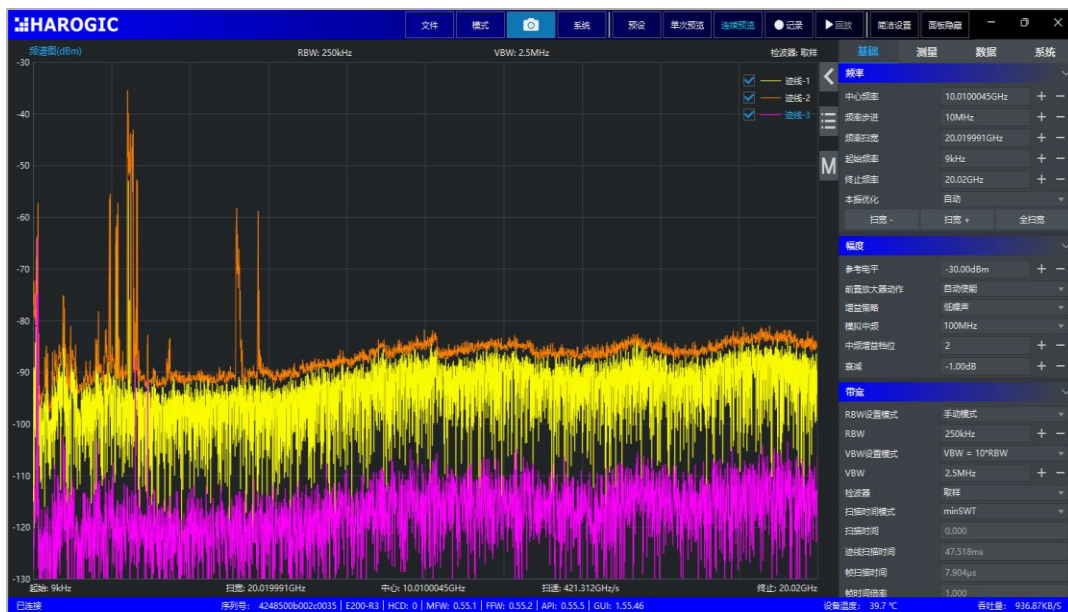 HAROGIC
文件 模式 系统 预设 单次预览 连续预览 记录 回放 简洁设置 面板隐藏
频谱图(dBm) RBW: 250kHz VBW: 2.5MHz 检波器: 取样
-30
-40
-50
-60
-70
-80
-90
-100
-110
-120
-130
迹线-1
迹线-2
迹线-3
M
起始: 9kHz 扫宽: 20.019991GHz 中心: 10.0100045GHz 扫速: 421.312GHz/s 终止: 20.02GHz
基础 测量 数据 系统
频率
中心频率 10.0100045GHz + −
频率步进 10MHz + −
频率扫宽 20.019991GHz + −
起始频率 9kHz + −
终止频率 20.02GHz + −
本振优化 自动
扫宽 - 扫宽 + 全扫宽
幅度
参考电平 -30.00dBm + −
前置放大器动作 自动使能
增益策略 低噪声
模拟中频 100MHz
中频增益档位 2 + −
衰减 -1.00dB + −
带宽
RBW设置模式 手动模式
RBW 250kHz + −
VBW设置模式 VBW = 10*RBW
VBW 2.5MHz + −
检波器 取样
扫描时间模式 minSWT
扫描时间 0.000
迹线扫描时间 47.518ms
帧扫描时间 7.904µs
帧时间倍率 1.000
已连接 序列号: 4248500b002c0035 | E200-R3 | HCD: 0 | MFW: 0.55.1 | FFW: 0.55.2 | API: 0.55.5 | GUI: 1.55.46 设备温度: 39.7 ℃ 吞吐量: 936.87KB/S